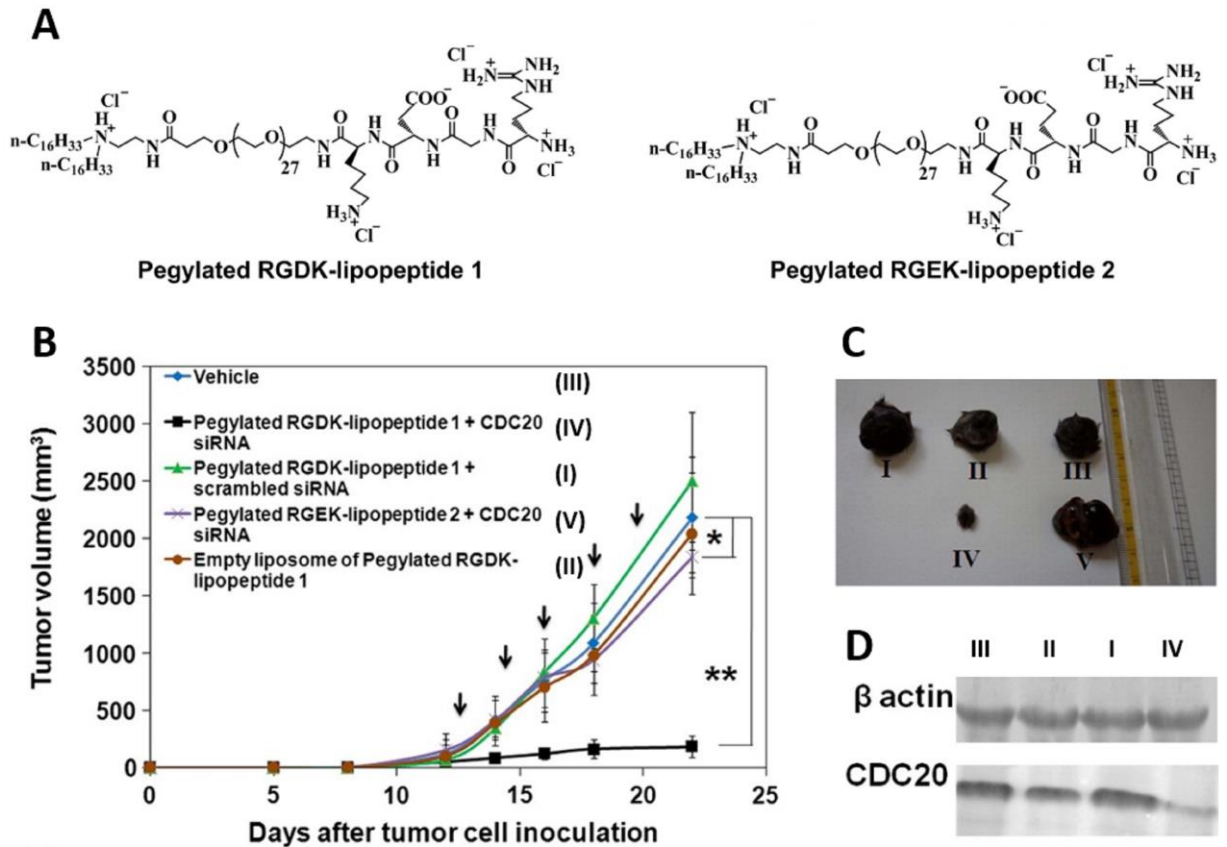 A
Cl⁻
H
n-C₁₆H₃₃
N⁺
n-C₁₆H₃₃
N
H
O
O
O
27
H
N
O
H
N
O
COO⁻
N
H
O
H
N
O
Cl⁻
H₂N⁺
NH₂
NH
NH₃⁺
Cl⁻
H₃N⁺
Cl⁻
Pegylated RGDK-lipopeptide 1
Cl⁻
H
n-C₁₆H₃₃
N⁺
n-C₁₆H₃₃
N
H
O
O
O
27
N
H
O
H
N
O
⁻OOC
N
H
O
H
N
O
Cl⁻
H₂N⁺
NH₂
NH
NH₃⁺
Cl⁻
H₃N⁺
Cl⁻
Pegylated RGEK-lipopeptide 2
B
Tumor volume (mm³)
3500
3000
2500
2000
1500
1000
500
0
Vehicle (III)
Pegylated RGDK-lipopeptide 1 + CDC20 (IV)
siRNA
Pegylated RGDK-lipopeptide 1 + (I)
scrambled siRNA
Pegylated RGEK-lipopeptide 2 + CDC20 (V)
siRNA
Empty liposome of Pegylated RGDK- (II)
lipopeptide 1
*
**
0 5 10 15 20 25
Days after tumor cell inoculation
C
I II III
IV V
D
III II I IV
β actin
CDC20